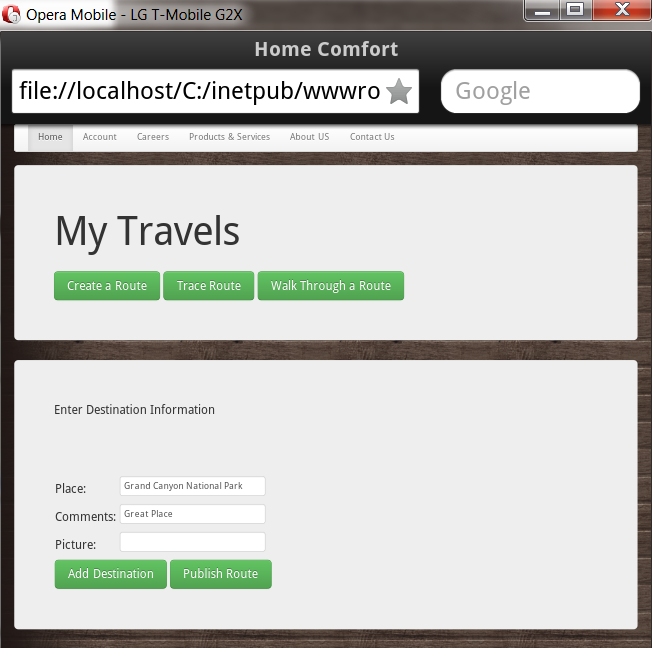 Opera Mobile - LG T-Mobile G2X
Home Comfort
file://localhost/C:/inetpub/wwwro Google
Home Account Careers Products & Services About US Contact Us
My Travels
Create a Route Trace Route Walk Through a Route
Enter Destination Information
Place: Grand Canyon National Park
Comments: Great Place
Picture:
Add Destination Publish Route